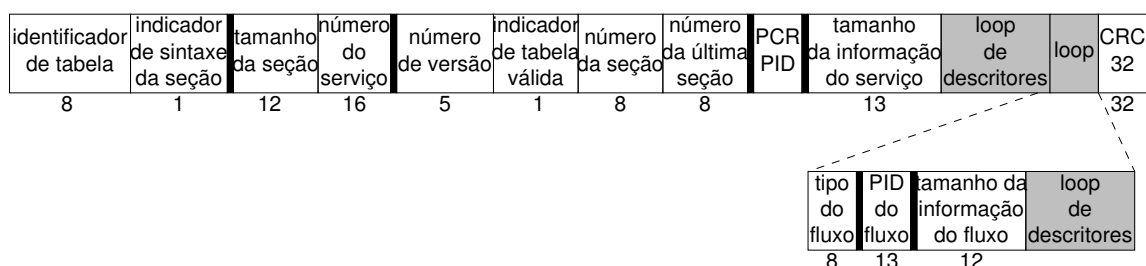 identificador
de tabela
8
indicador
de sintaxe
da seção
1
tamanho
da seção
12
número
do
serviço
16
número
de versão
5
indicador
de tabela
válida
1
número
da seção
8
número
da última
seção
8
PCR
PID
tamanho
da informação
do serviço
13
loop
de
descritores
loop
CRC
32
32
tipo
do
fluxo
8
PID
do
fluxo
13
tamanho da
informação
do fluxo
12
loop
de
descritores